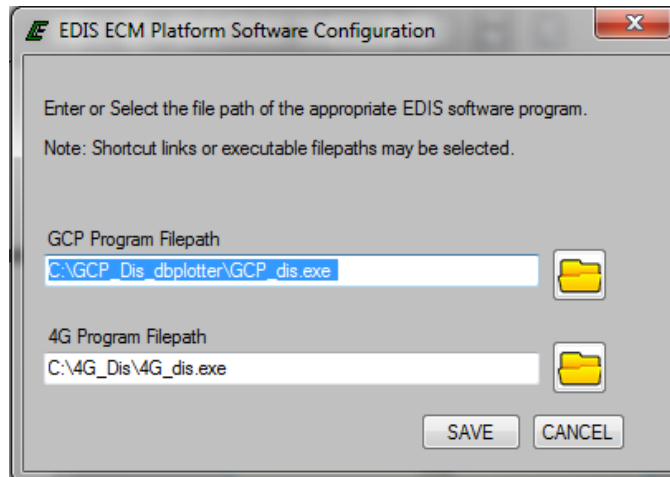 EDIS ECM Platform Software Configuration
Enter or Select the file path of the appropriate EDIS software program.
Note: Shortcut links or executable filepaths may be selected.
GCP Program Filepath
C:\GCP_Dis_dbplotter\GCP_dis.exe
4G Program Filepath
C:\4G_Dis\4G_dis.exe
SAVE CANCEL